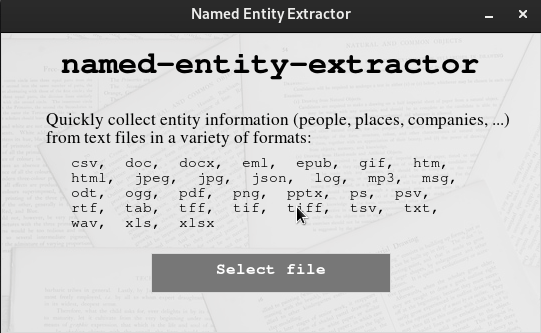 Named Entity Extractor
named-entity-extractor
Quickly collect entity information (people, places, companies, ...)
from text files in a variety of formats:
csv, doc, docx, eml, epub, gif, htm,
html, jpeg, jpg, json, log, mp3, msg,
odt, ogg, pdf, png, pptx, ps, psv,
rtf, tab, tff, tif, tiff, tsv, txt,
wav, xls, xlsx
Select file